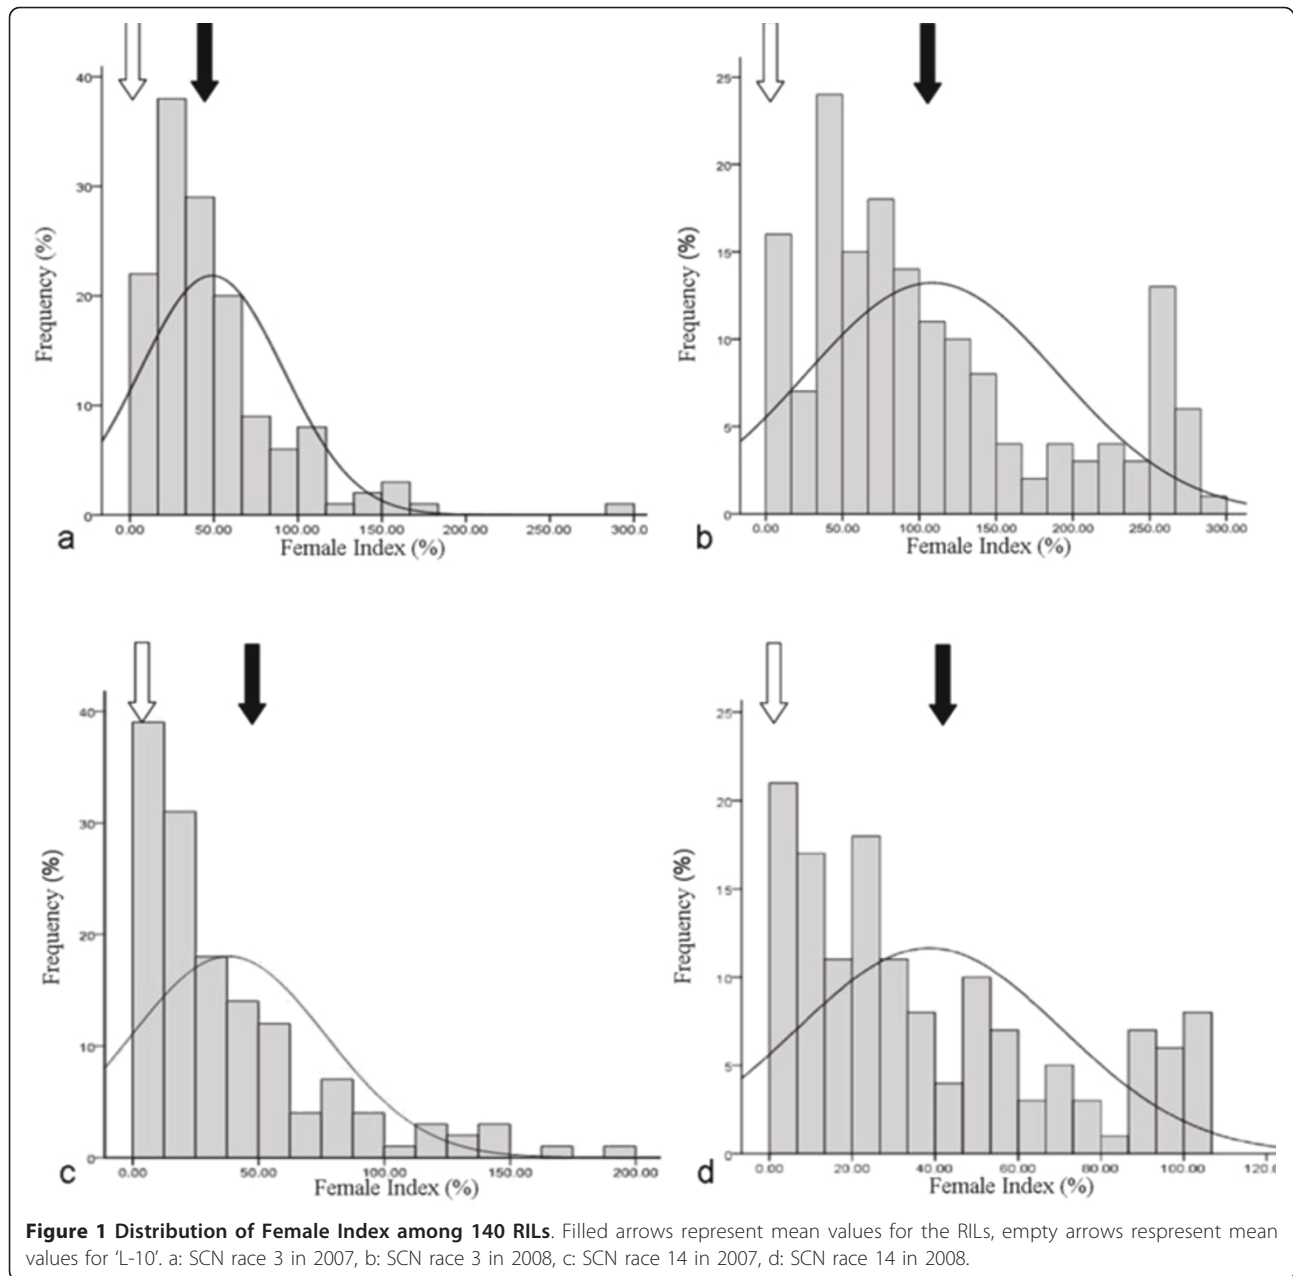 40
30
20
10
0
Frequency (%)
0.00 50.00 100.00 150.00 200.00 250.00 300.0
a
Female Index (%)
25
20
15
10
5
0
Frequency (%)
0.00 50.00 100.00 150.00 200.00 250.00 300.00
b
Female Index (%)
40
30
20
10
0
Frequency (%)
0.00 50.00 100.00 150.00 200.00
c
Female Index (%)
25
20
15
10
5
0
Frequency (%)
0.00 20.00 40.00 60.00 80.00 100.00 120.0
d
Female Index (%)
Figure 1 Distribution of Female Index among 140 RILs. Filled arrows represent mean values for the RILs, empty arrows respresent mean
values for ‘L-10’. a: SCN race 3 in 2007, b: SCN race 3 in 2008, c: SCN race 14 in 2007, d: SCN race 14 in 2008.